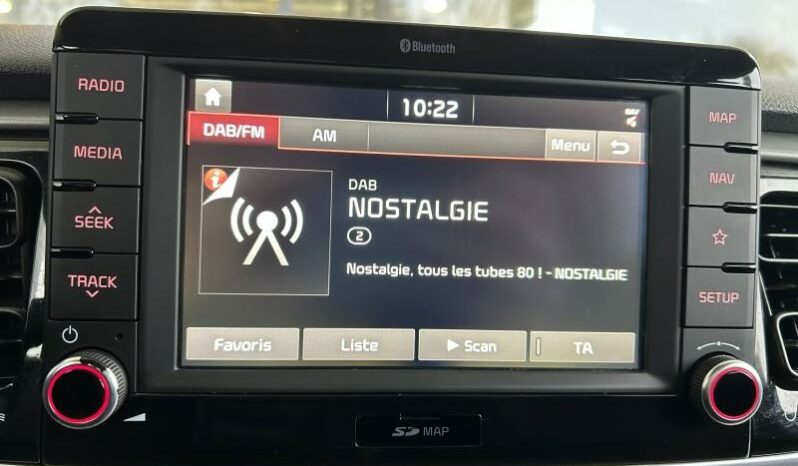 Bluetooth
RADIO
MEDIA
SEEK
TRACK
10:22
DAB/FM
AM
Menu
DAB
NOSTALGIE
2
Nostalgie, tous les tubes 80 ! - NOSTALGIE
Favoris
Liste
Scan
TA
MAP
NAV
SETUP
SD MAP